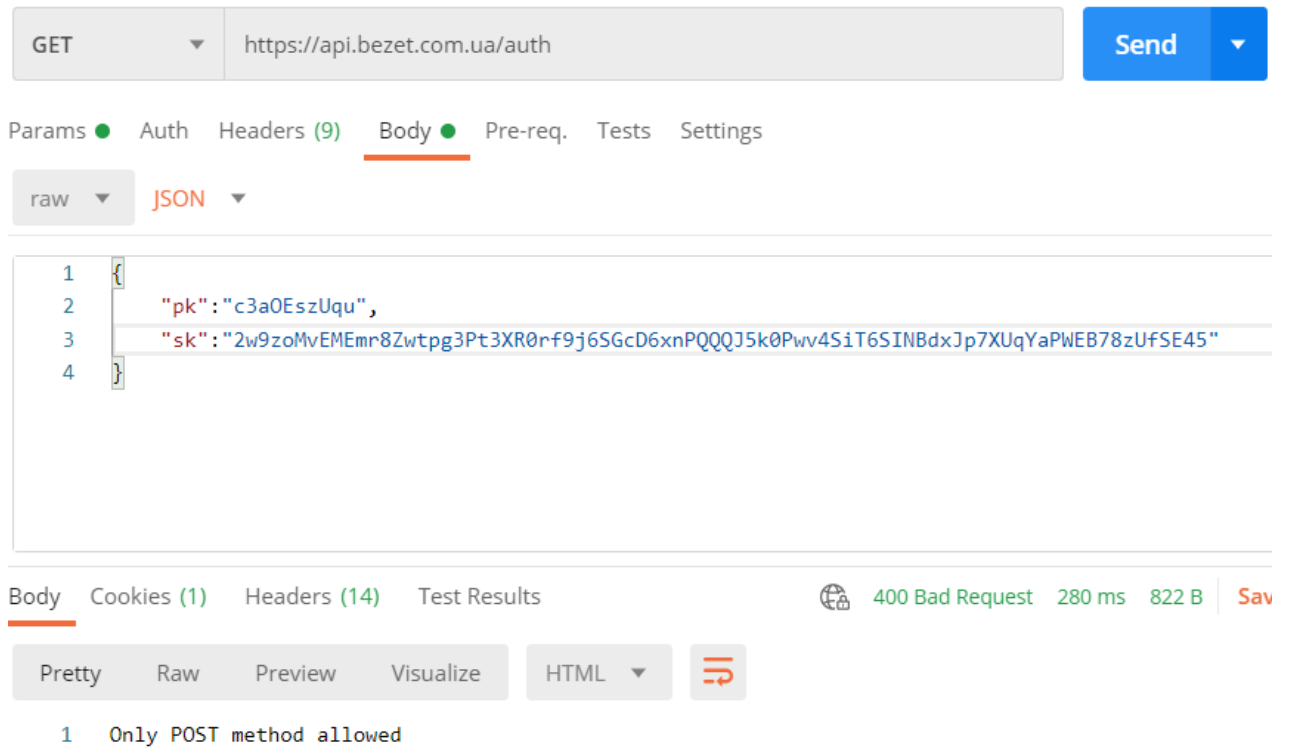 GET https://api.bezet.com.ua/auth Send
Params Auth Headers (9) Body Pre-req. Tests Settings
raw JSON
1 {
2 "pk":"c3aOEszUqu",
3 "sk":"2w9zoMvEMEmr8Zwtpg3Pt3XR0rf9j6SGcD6xnPQQQJ5k0Pwv4SiT6SINBdxJp7XUqYaPWEB78zUfSE45"
4 }
Body Cookies (1) Headers (14) Test Results 400 Bad Request 280 ms 822 B Sav
Pretty Raw Preview Visualize HTML
1 Only POST method allowed